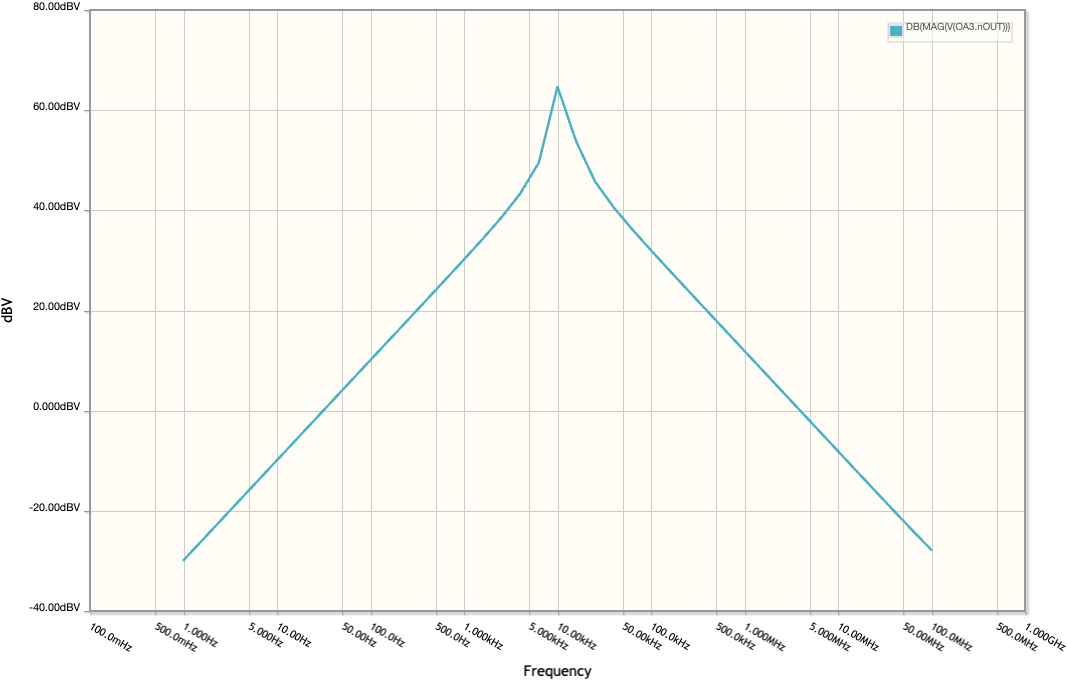 80.00dBV
DB(MAG(V(OA3.nOUT)))
60.00dBV
40.00dBV
20.00dBV
0.000dBV
-20.00dBV
-40.00dBV
dBV
100.0mHz 500.0mHz 1.000Hz 5.000Hz 10.00Hz 50.00Hz 100.0Hz 500.0Hz 1.000kHz 5.000kHz 10.00kHz 50.00kHz 100.0kHz 500.0kHz 1.000MHz 5.000MHz 10.00MHz 50.00MHz 100.0MHz 500.0MHz 1.000GHz
Frequency